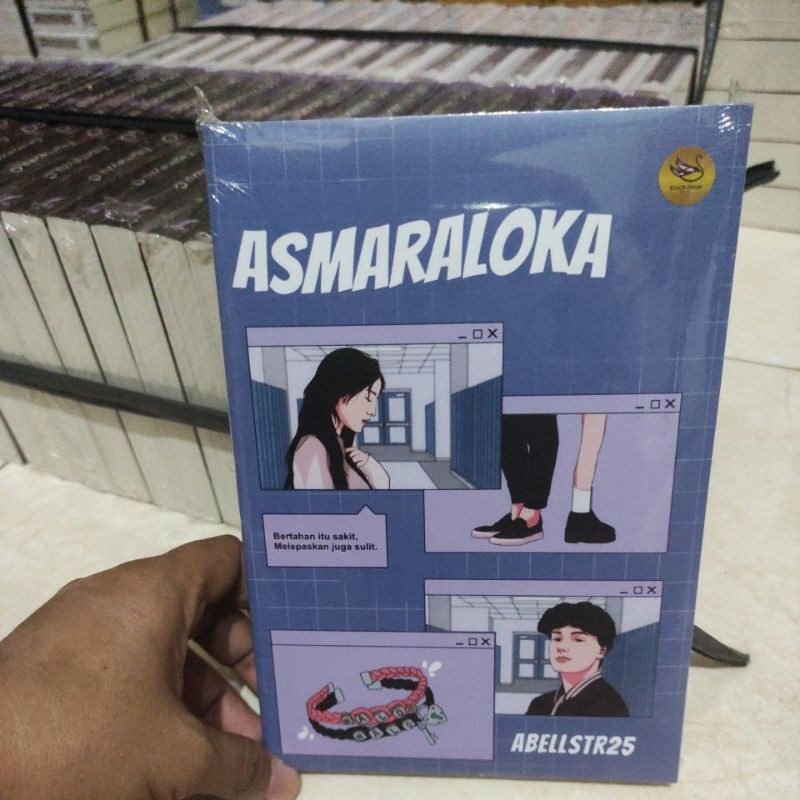 ASMARALOKA
Bertahan itu sakit,
Melepaskan juga sulit.
ABELLSTR25